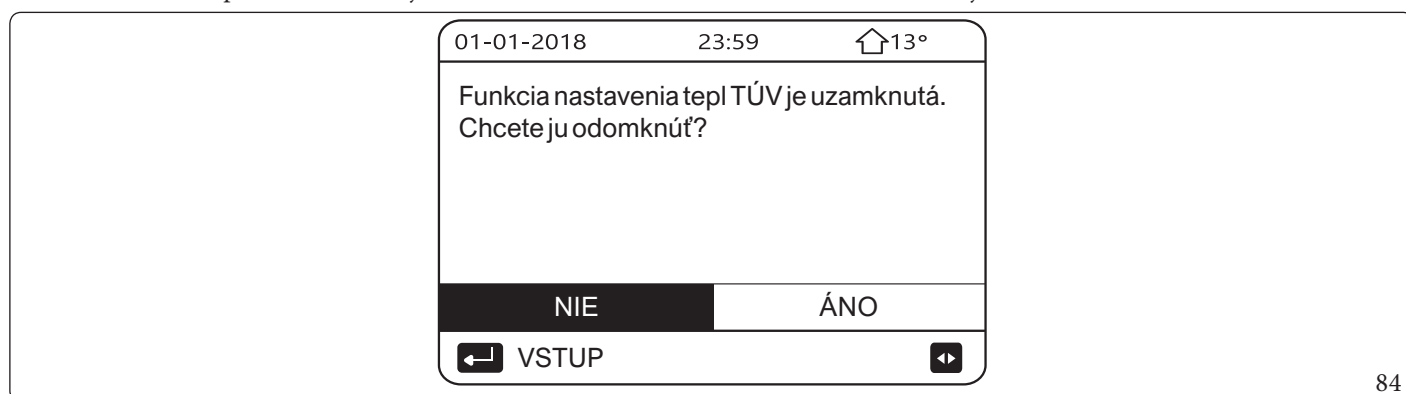 01-01-2018 23:59 13°
Funkcia nastavenia tepl TÚV je uzamknutá.
Chcete ju odomknúť?
NIE ÁNO
VSTUP
84